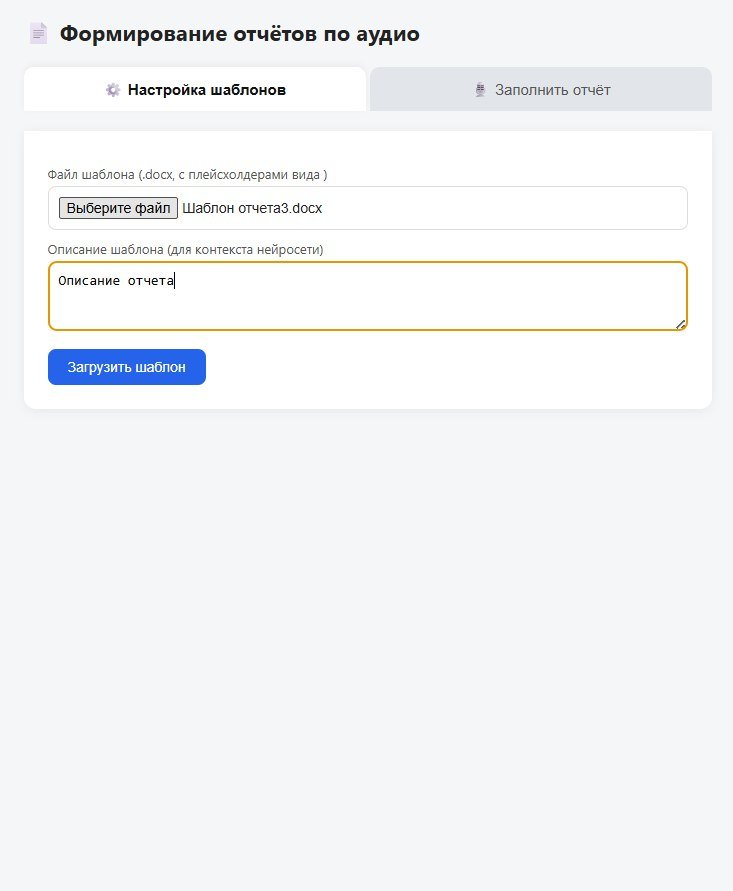 Формирование отчётов по аудио
Настройка шаблонов
Заполнить отчёт
Файл шаблона (.docx, с плейсхолдерами вида )
Выберите файл Шаблон отчета3.docx
Описание шаблона (для контекста нейросети)
Описание отчета
Загрузить шаблон